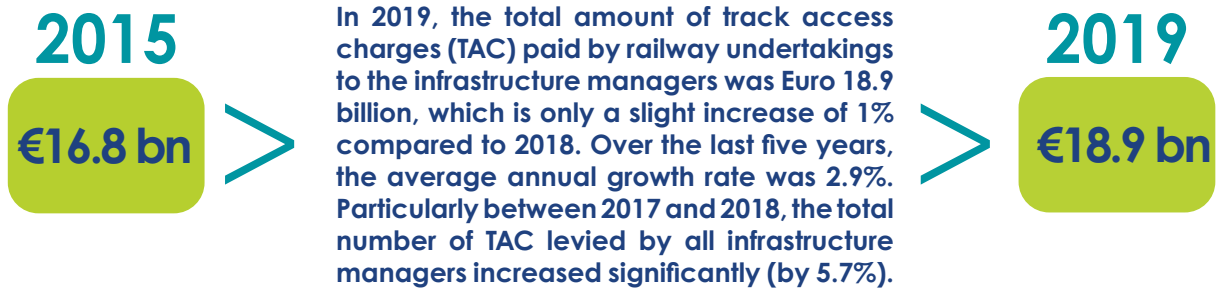 2015
€16.8 bn
In 2019, the total amount of track access
charges (TAC) paid by railway undertakings
to the infrastructure managers was Euro 18.9
billion, which is only a slight increase of 1%
compared to 2018. Over the last five years,
the average annual growth rate was 2.9%.
Particularly between 2017 and 2018, the total
number of TAC levied by all infrastructure
managers increased significantly (by 5.7%).
2019
€18.9 bn